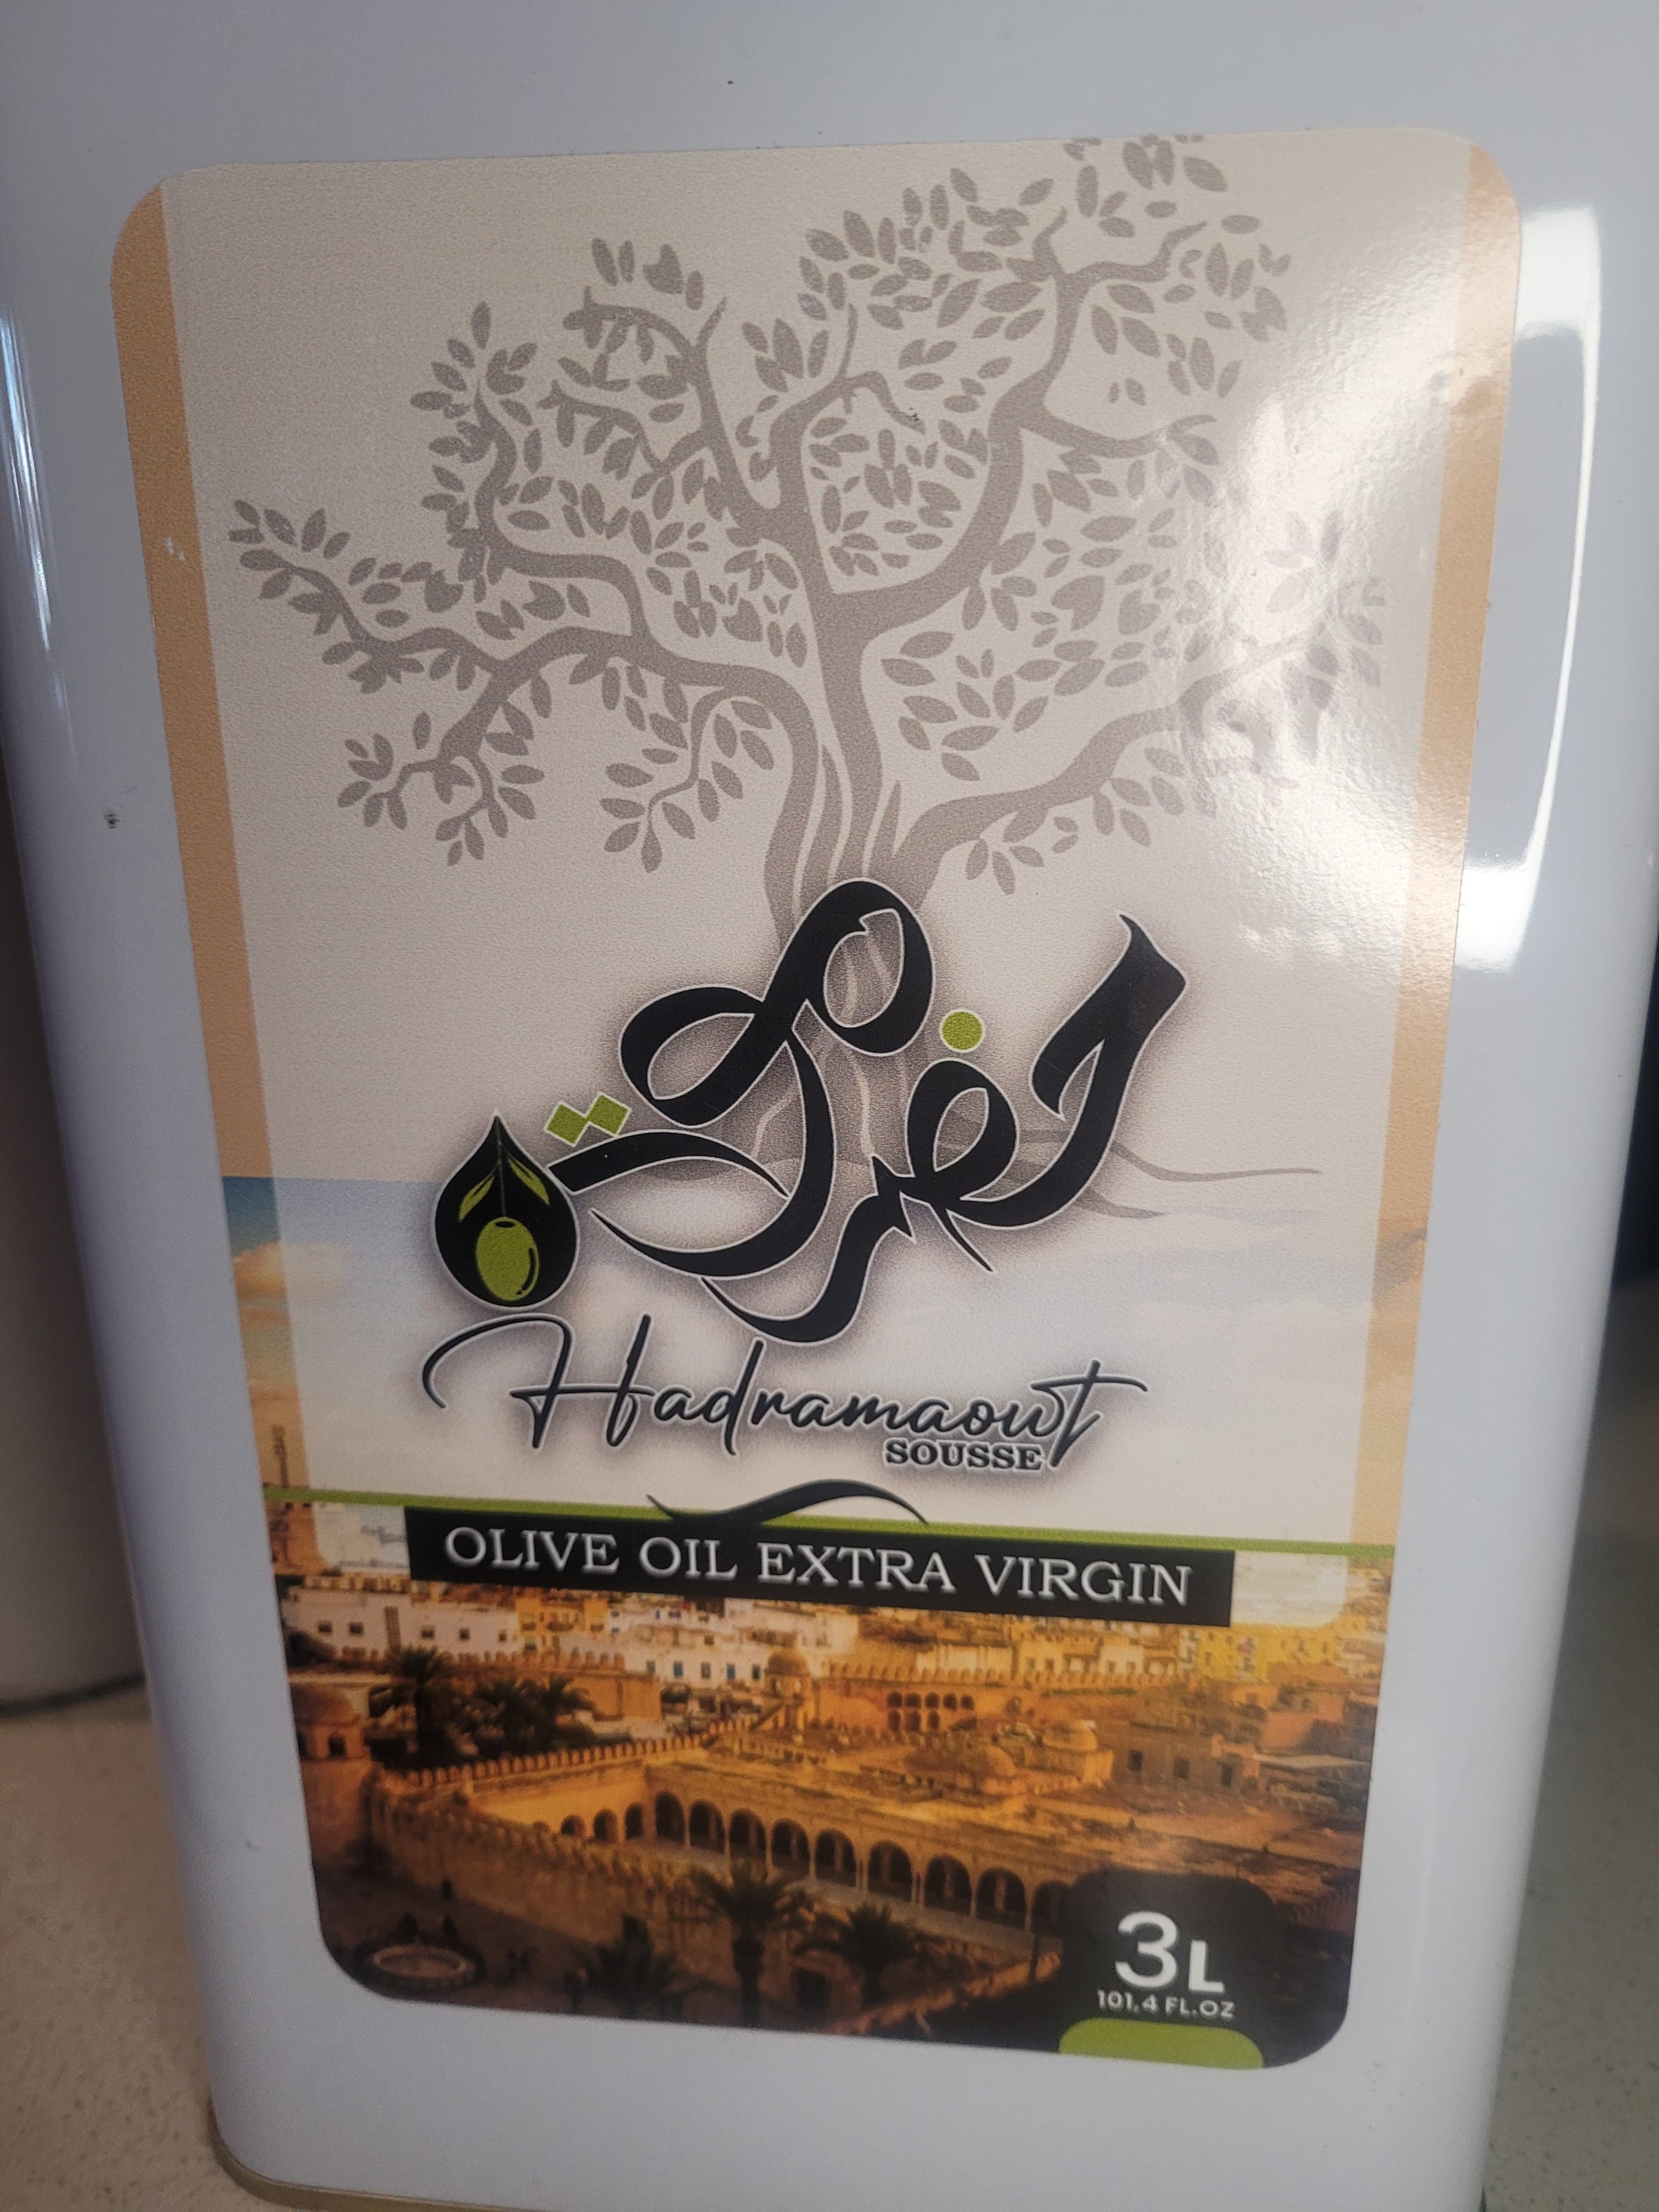 حضرموت
Hadramaout
SOUSSE
OLIVE OIL EXTRA VIRGIN
3L
101,4 FL.OZ